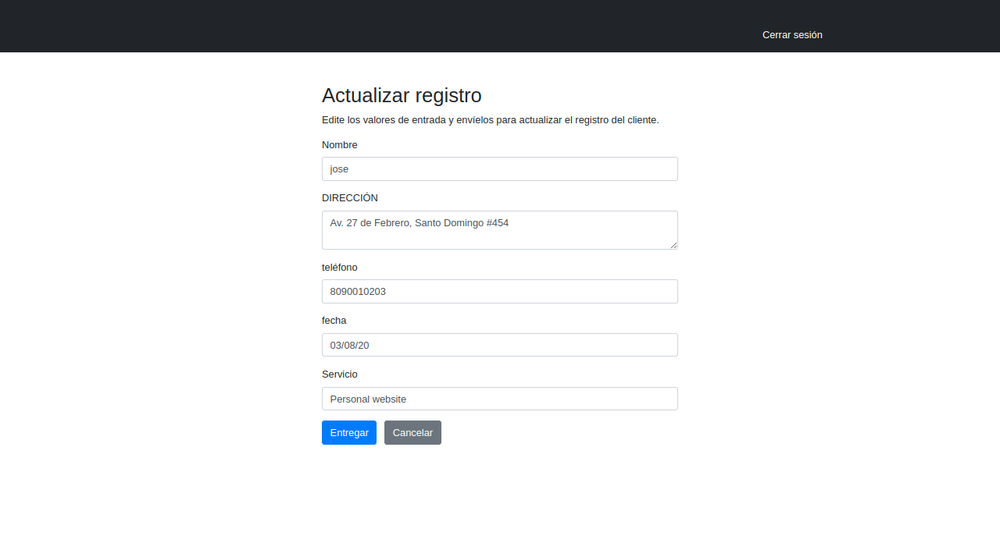 Cerrar sesión
Actualizar registro
Edite los valores de entrada y envíelos para actualizar el registro del cliente.
Nombre
jose
DIRECCIÓN
Av. 27 de Febrero, Santo Domingo #454
teléfono
8090010203
fecha
03/08/20
Servicio
Personal website
Entregar Cancelar